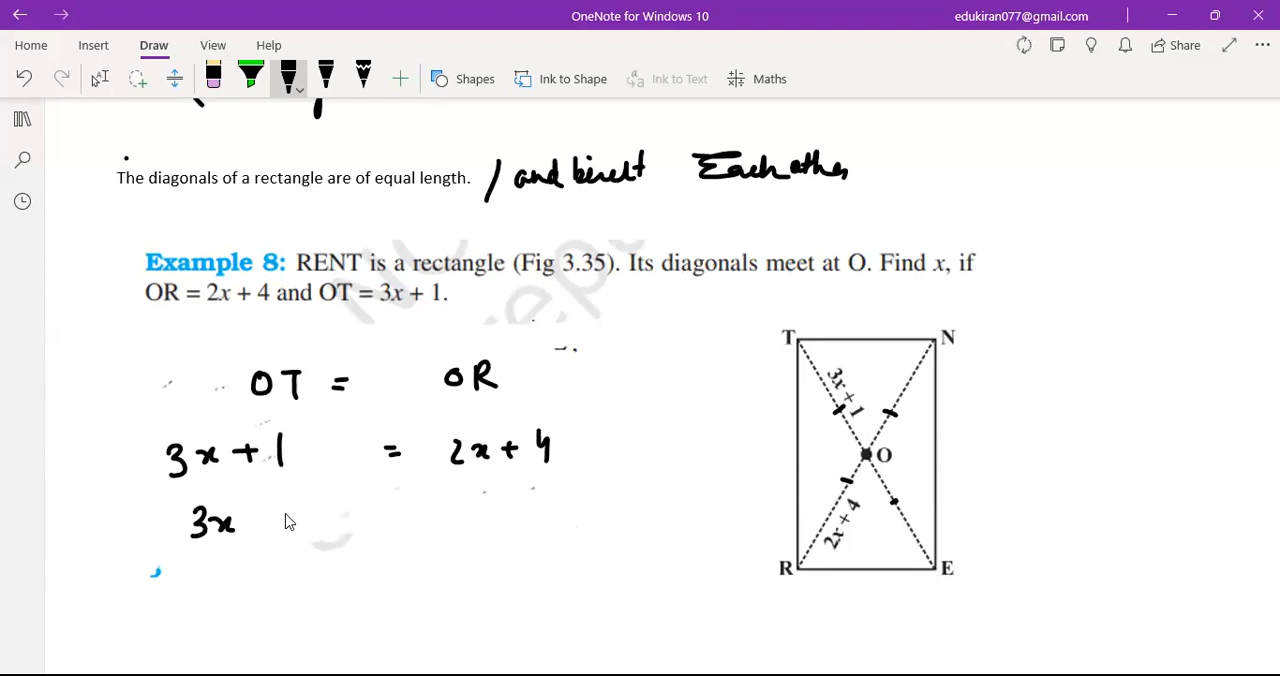 OneNote for Windows 10
edukiran077@gmail.com
Home Insert Draw View Help
Share
Shapes Ink to Shape Ink to Text Maths
The diagonals of a rectangle are of equal length. / and bisect Each other
Example 8: RENT is a rectangle (Fig 3.35). Its diagonals meet at O. Find x, if
OR = 2x + 4 and OT = 3x + 1.
OT = OR
3x + 1 = 2x + 4
3x
T N
3x + 1
O
2x + 4
R E